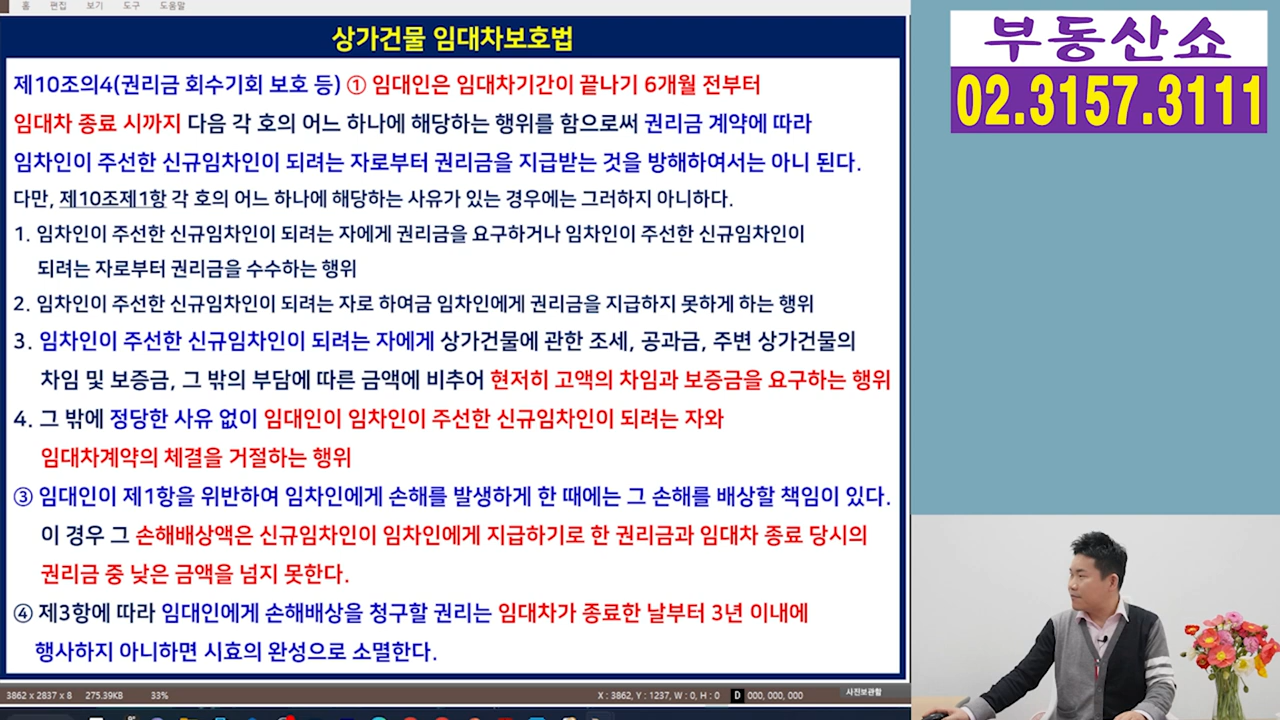 홈 편집 보기 도구 도움말
상가건물 임대차보호법
제10조의4(권리금 회수기회 보호 등) ① 임대인은 임대차기간이 끝나기 6개월 전부터
임대차 종료 시까지 다음 각 호의 어느 하나에 해당하는 행위를 함으로써 권리금 계약에 따라
임차인이 주선한 신규임차인이 되려는 자로부터 권리금을 지급받는 것을 방해하여서는 아니 된다.
다만, 제10조제1항 각 호의 어느 하나에 해당하는 사유가 있는 경우에는 그러하지 아니하다.
1. 임차인이 주선한 신규임차인이 되려는 자에게 권리금을 요구하거나 임차인이 주선한 신규임차인이
되려는 자로부터 권리금을 수수하는 행위
2. 임차인이 주선한 신규임차인이 되려는 자로 하여금 임차인에게 권리금을 지급하지 못하게 하는 행위
3. 임차인이 주선한 신규임차인이 되려는 자에게 상가건물에 관한 조세, 공과금, 주변 상가건물의
차임 및 보증금, 그 밖의 부담에 따른 금액에 비추어 현저히 고액의 차임과 보증금을 요구하는 행위
4. 그 밖에 정당한 사유 없이 임대인이 임차인이 주선한 신규임차인이 되려는 자와
임대차계약의 체결을 거절하는 행위
③ 임대인이 제1항을 위반하여 임차인에게 손해를 발생하게 한 때에는 그 손해를 배상할 책임이 있다.
이 경우 그 손해배상액은 신규임차인이 임차인에게 지급하기로 한 권리금과 임대차 종료 당시의
권리금 중 낮은 금액을 넘지 못한다.
④ 제3항에 따라 임대인에게 손해배상을 청구할 권리는 임대차가 종료한 날부터 3년 이내에
행사하지 아니하면 시효의 완성으로 소멸한다.
3862 x 2837 x 8 275.39KB 33% X : 3862, Y : 1237, W : 0, H : 0 D 000, 000, 000 사진보관함
부동산쇼
02.3157.3111